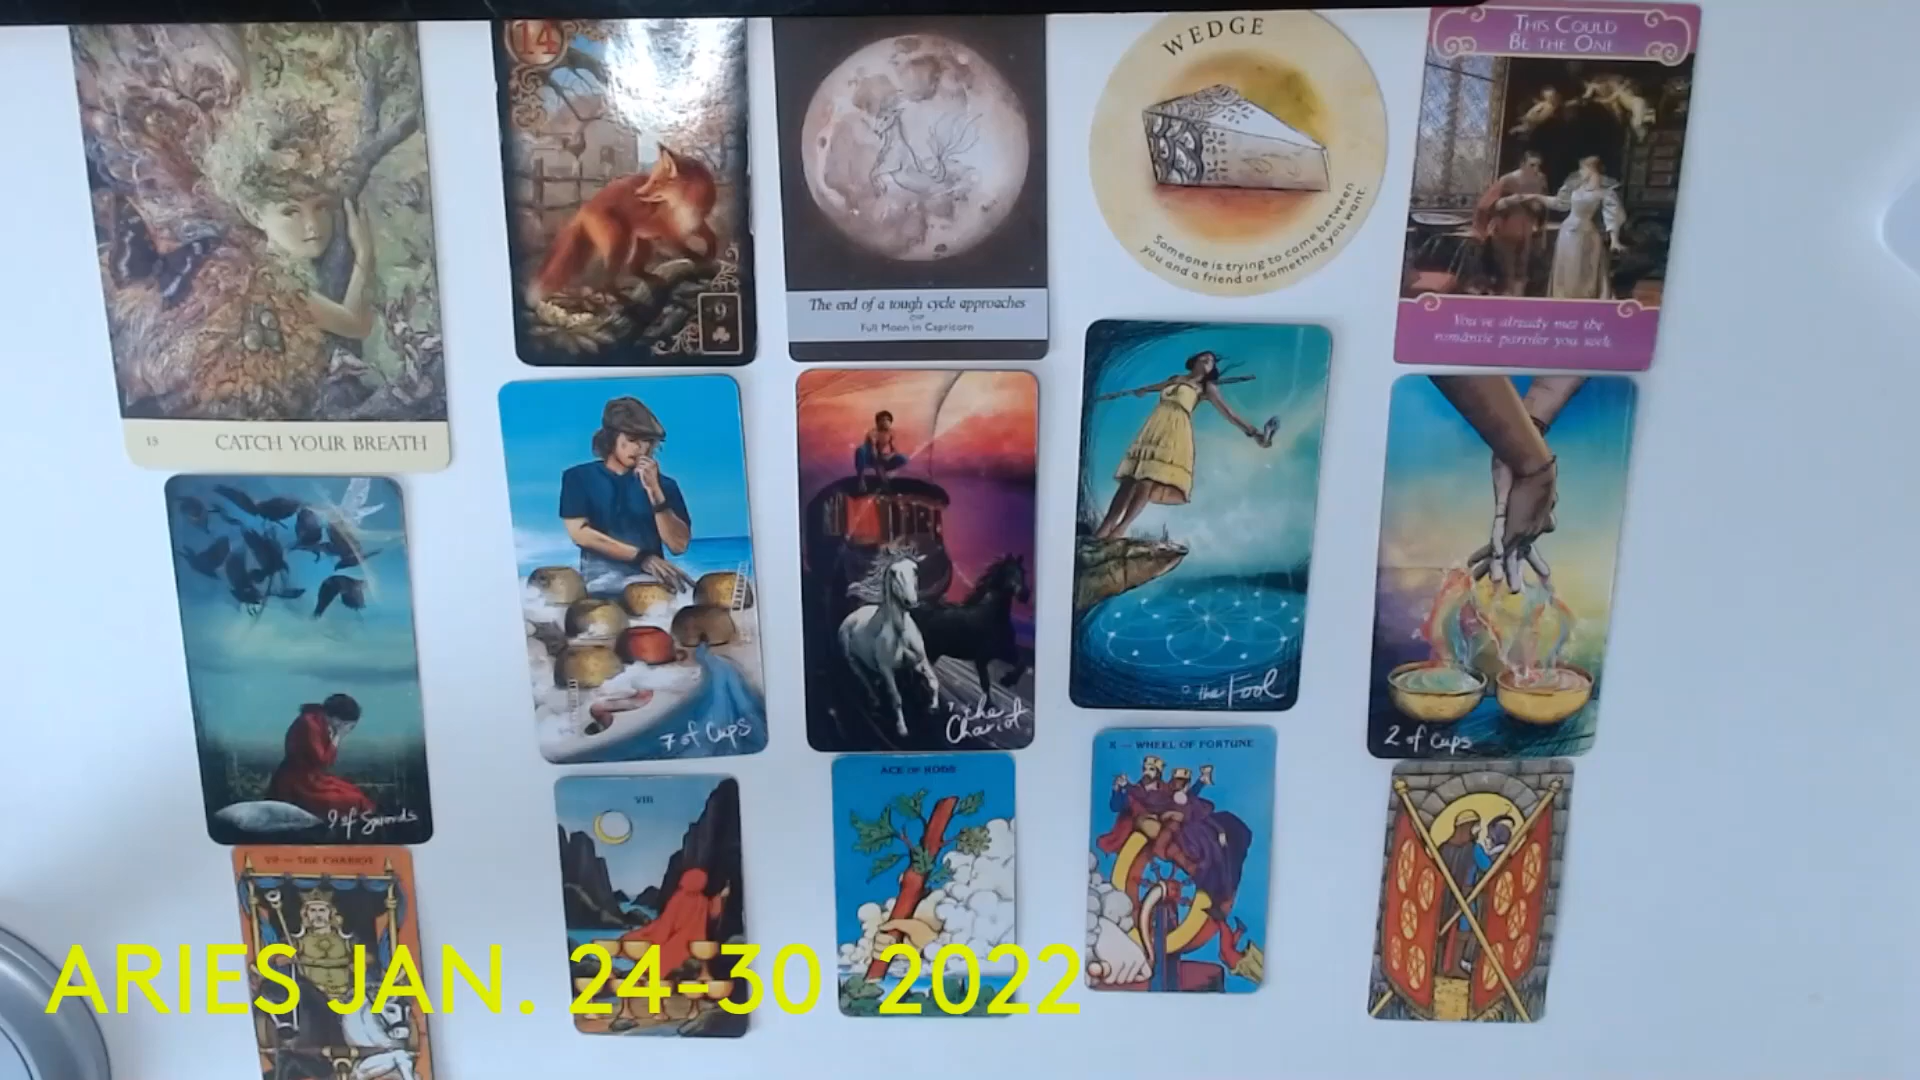 14
WEDGE
THIS COULD
BE THE ONE
9
The end of a tough cycle approaches
Full Moon in Capricorn
Someone is trying to come between
you and a friend or something you want.
You've already met the
romantic partner you seek.
18 CATCH YOUR BREATH
9 of Swords
7 of Cups
7 the
Chariot
0 the Fool
2 of Cups
VII — THE CHARIOT
VIII
ACE OF RODS
X — WHEEL OF FORTUNE
ARIES JAN. 24-30 2022